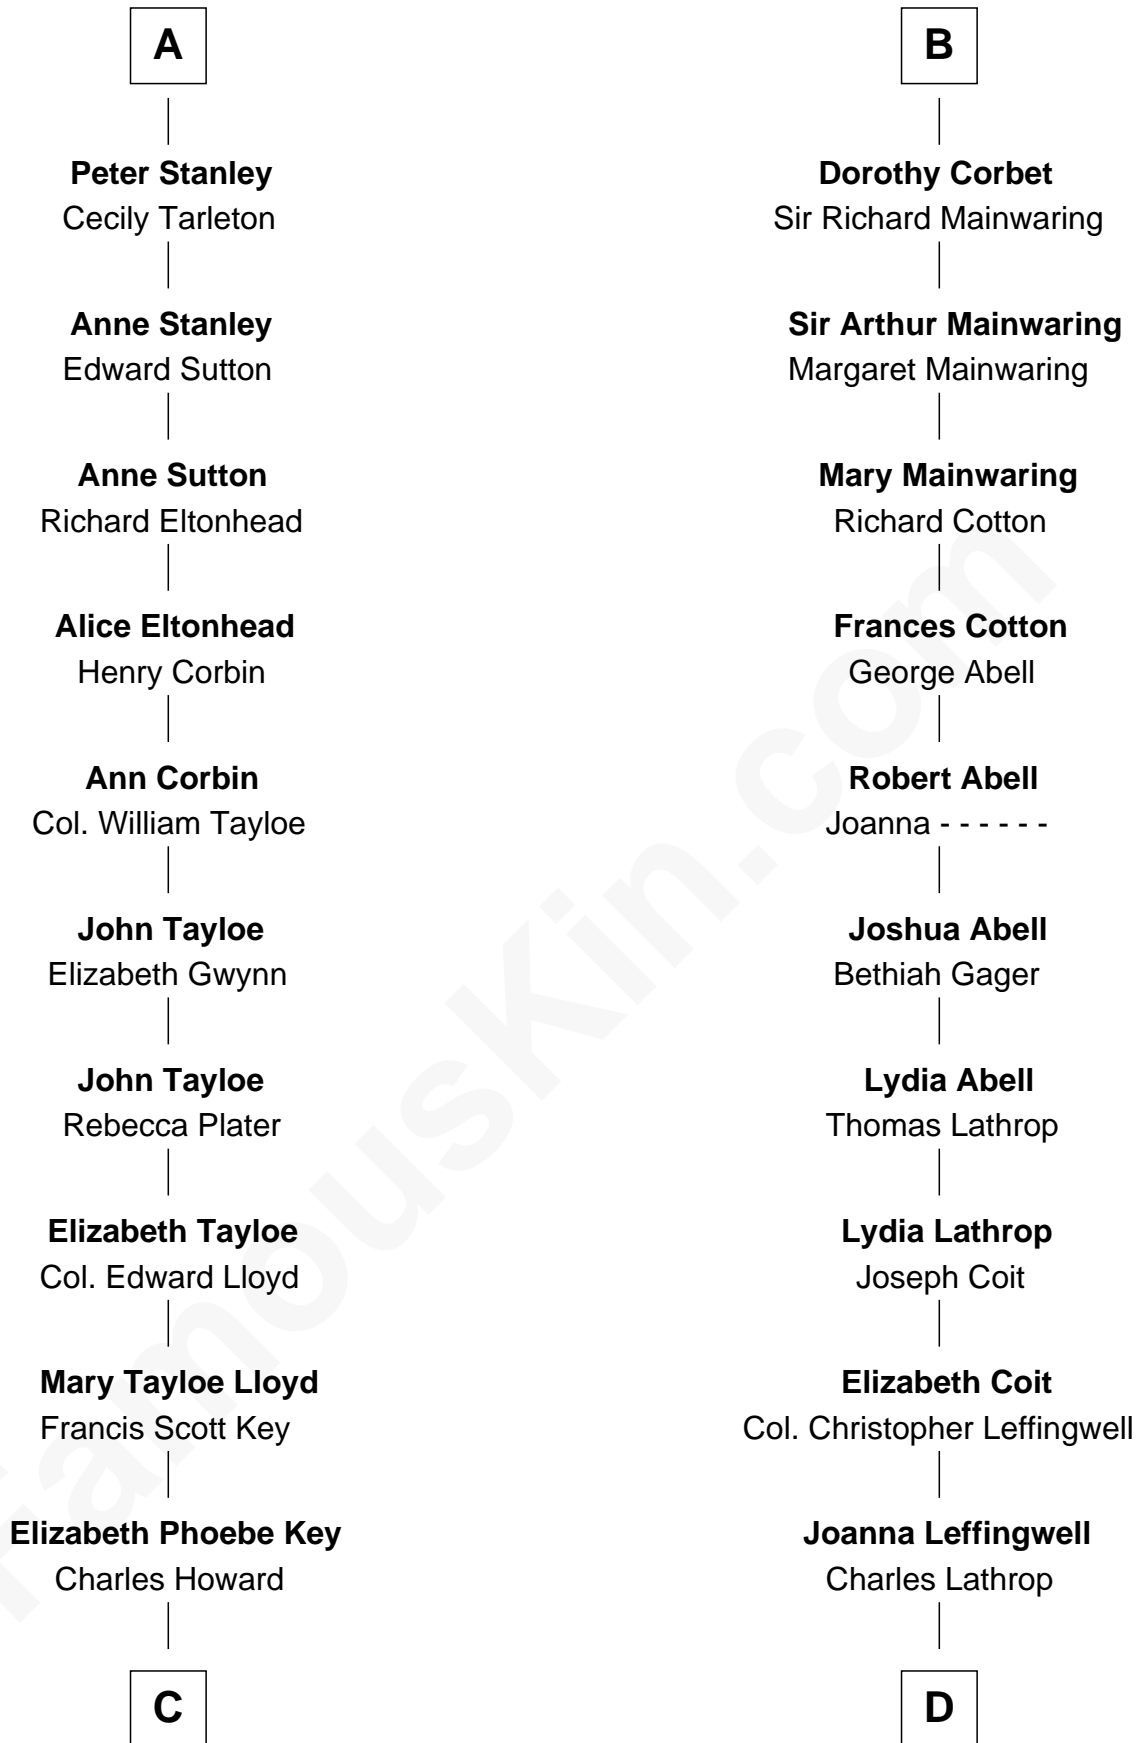 A
Peter Stanley
Cecily Tarleton
Anne Stanley
Edward Sutton
Anne Sutton
Richard Eltonhead
Alice Eltonhead
Henry Corbin
Ann Corbin
Col. William Tayloe
John Tayloe
Elizabeth Gwynn
John Tayloe
Rebecca Plater
Elizabeth Tayloe
Col. Edward Lloyd
Mary Tayloe Lloyd
Francis Scott Key
Elizabeth Phoebe Key
Charles Howard
C
B
Dorothy Corbet
Sir Richard Mainwaring
Sir Arthur Mainwaring
Margaret Mainwaring
Mary Mainwaring
Richard Cotton
Frances Cotton
George Abell
Robert Abell
Joanna - - - - - -
Joshua Abell
Bethiah Gager
Lydia Abell
Thomas Lathrop
Lydia Lathrop
Joseph Coit
Elizabeth Coit
Col. Christopher Leffingwell
Joanna Leffingwell
Charles Lathrop
D
FamousKin.com